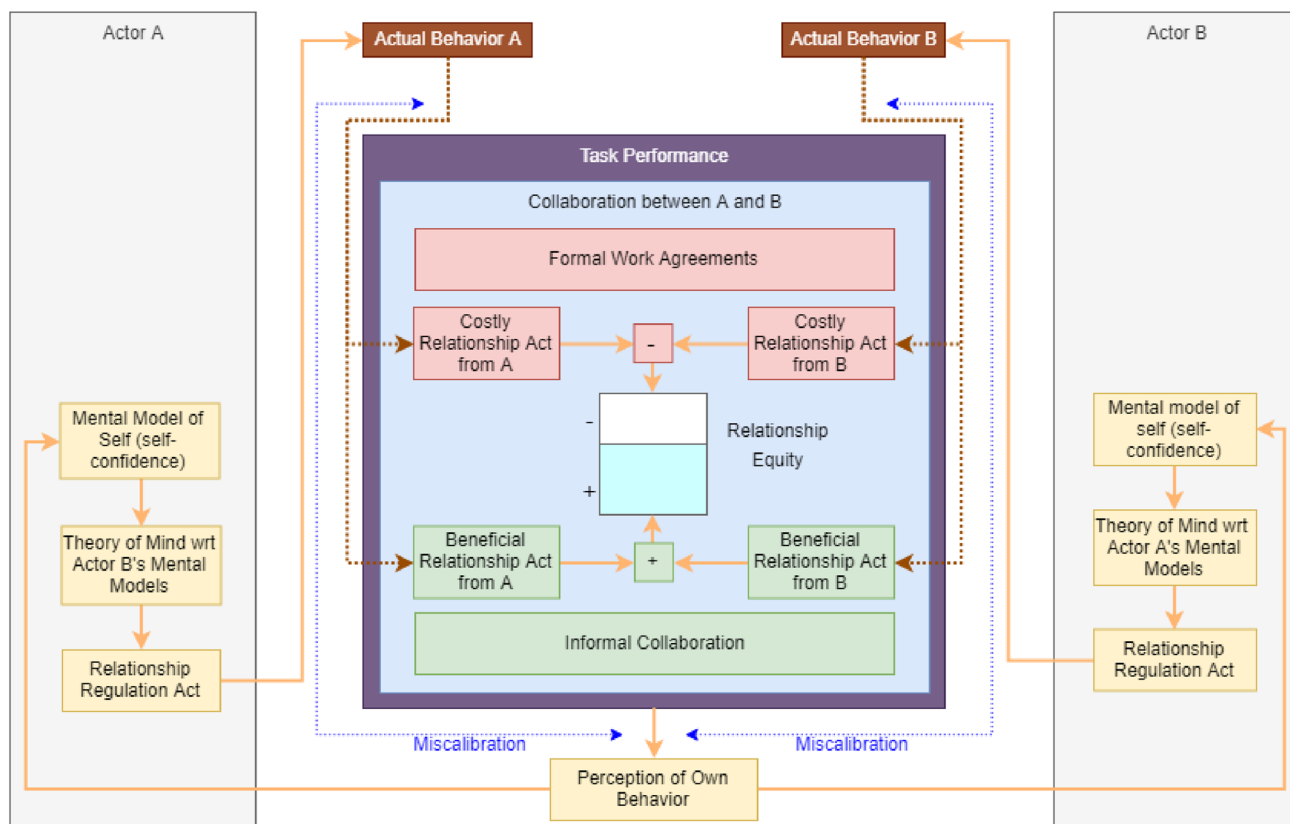 Actor A
Actual Behavior A
Actual Behavior B
Actor B
Task Performance
Collaboration between A and B
Formal Work Agreements
Costly
Relationship Act
from A
-
Costly
Relationship Act
from B
Mental Model of
Self (self-
confidence)
-
Relationship
Equity
+
Mental model of
self (self-
confidence)
Theory of Mind wrt
Actor B's Mental
Models
Beneficial
Relationship Act
from A
+
Beneficial
Relationship Act
from B
Theory of Mind wrt
Actor A's Mental
Models
Informal Collaboration
Relationship
Regulation Act
Relationship
Regulation Act
Miscalibration
Miscalibration
Perception of Own
Behavior